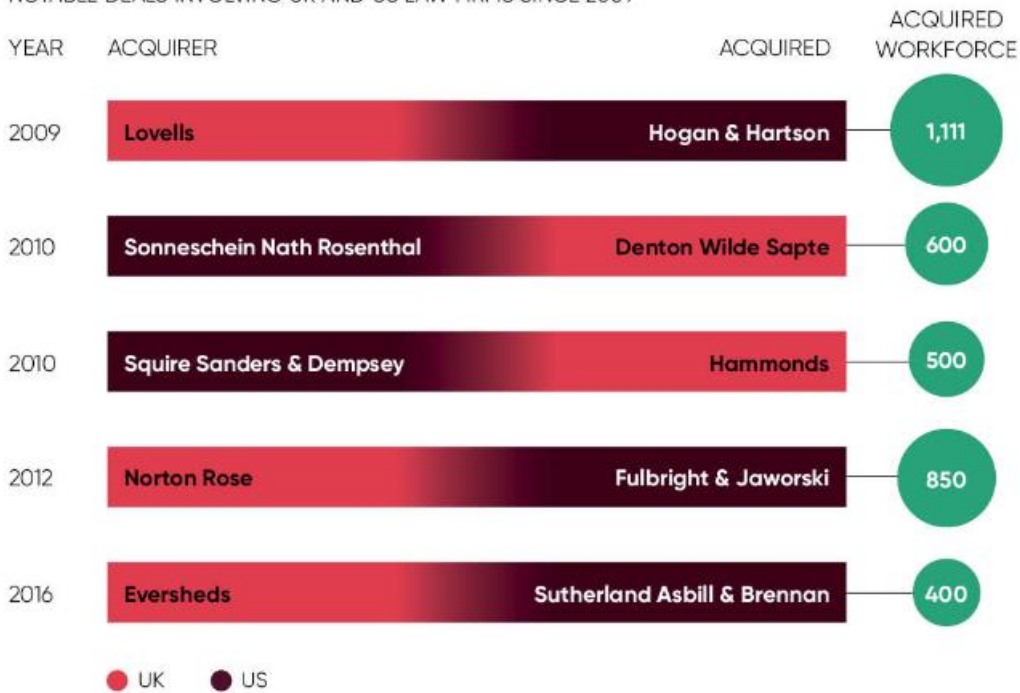 YEAR ACQUIRER ACQUIRED ACQUIRED WORKFORCE
2009 Lovells Hogan & Hartson 1,111
2010 Sonneschein Nath Rosenthal Denton Wilde Sapte 600
2010 Squire Sanders & Dempsey Hammonds 500
2012 Norton Rose Fulbright & Jaworski 850
2016 Eversheds Sutherland Asbill & Brennan 400
UK US